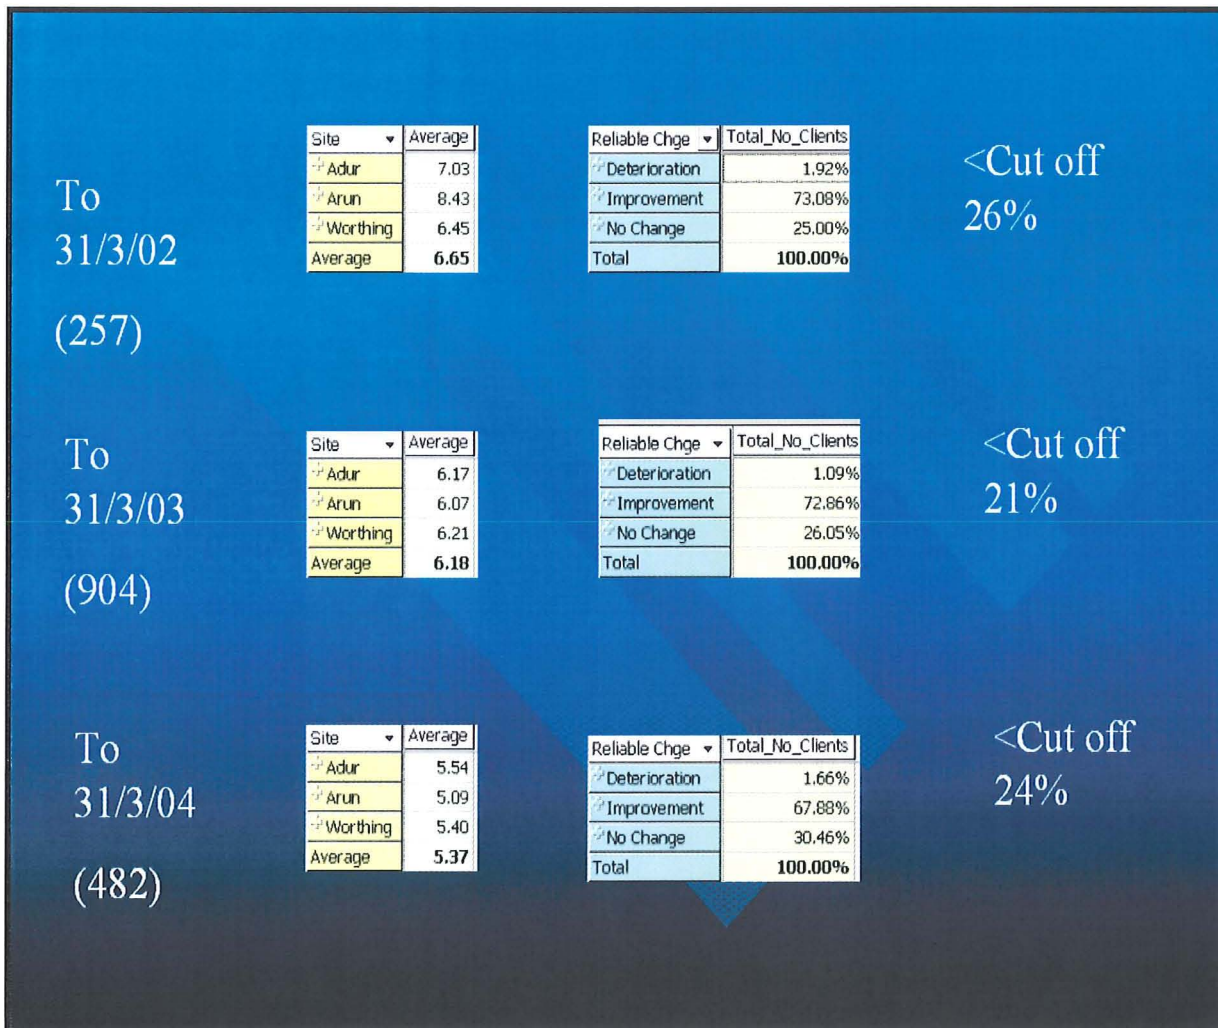 To
31/3/02
(257)
Site Average
Adur 7.03
Arun 8.43
Worthing 6.45
Average 6.65
Reliable Chge Total_No_Clients
Deterioration 1.92%
Improvement 73.08%
No Change 25.00%
Total 100.00%
<Cut off
26%
To
31/3/03
(904)
Site Average
Adur 6.17
Arun 6.07
Worthing 6.21
Average 6.18
Reliable Chge Total_No_Clients
Deterioration 1.09%
Improvement 72.86%
No Change 26.05%
Total 100.00%
<Cut off
21%
To
31/3/04
(482)
Site Average
Adur 5.54
Arun 5.09
Worthing 5.40
Average 5.37
Reliable Chge Total_No_Clients
Deterioration 1.66%
Improvement 67.88%
No Change 30.46%
Total 100.00%
<Cut off
24%